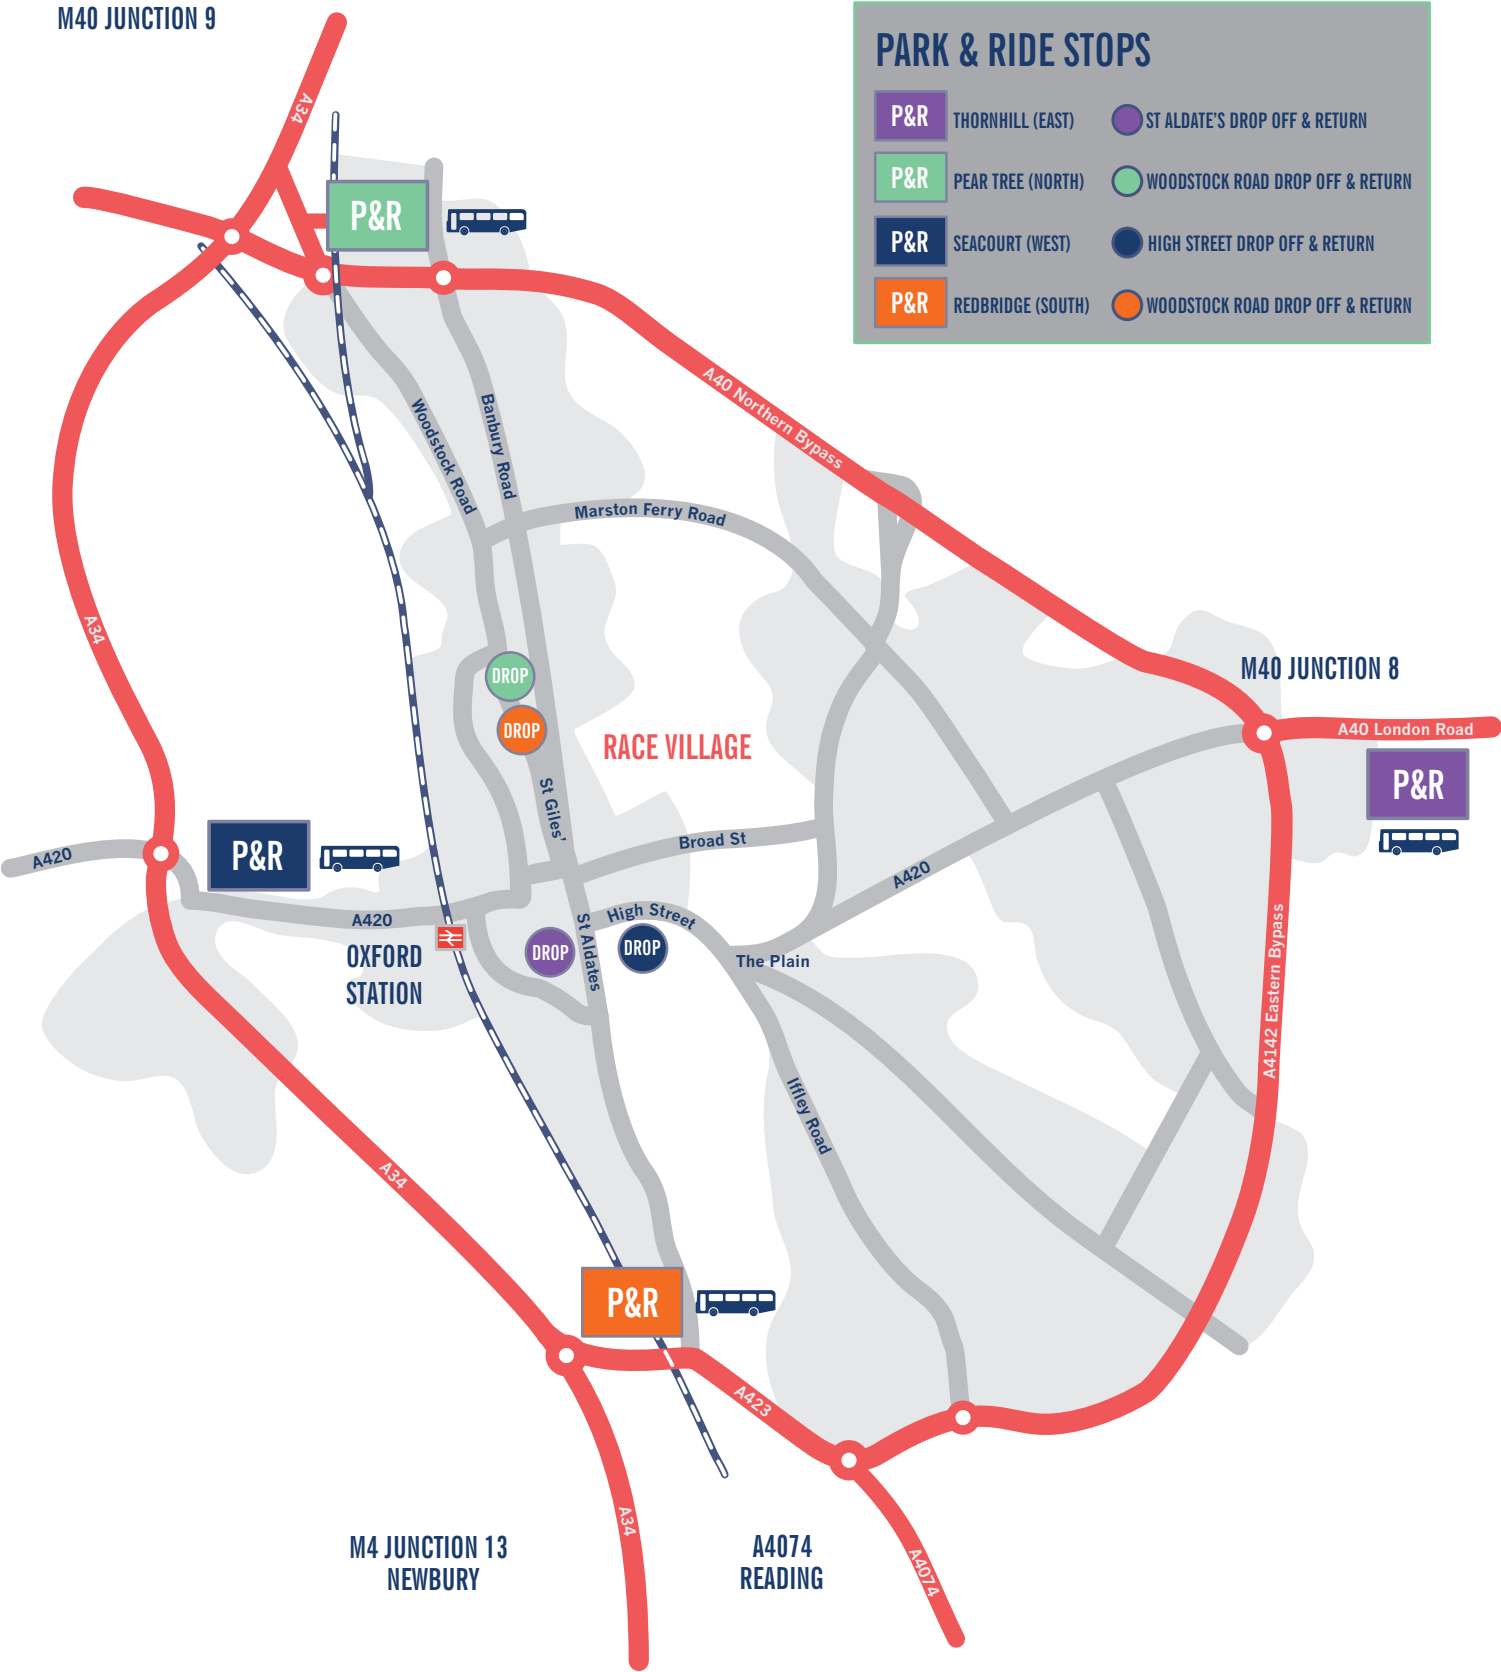 M40 JUNCTION 9
PARK & RIDE STOPS
P&R THORNHILL (EAST)
ST ALDATE'S DROP OFF & RETURN
P&R PEAR TREE (NORTH)
WOODSTOCK ROAD DROP OFF & RETURN
P&R SEACOURT (WEST)
HIGH STREET DROP OFF & RETURN
P&R REDBRIDGE (SOUTH)
WOODSTOCK ROAD DROP OFF & RETURN
A34
P&R
A40 Northern Bypass
Woodstock Road
Banbury Road
Marston Ferry Road
A34
DROP
M40 JUNCTION 8
DROP
RACE VILLAGE
A40 London Road
P&R
St Giles'
P&R
A420
Broad St
A420
A420
High Street
St Aldates
DROP
DROP
OXFORD
STATION
The Plain
A4142 Eastern Bypass
Iffley Road
A34
P&R
A423
A34
M4 JUNCTION 13
NEWBURY
A4074
READING
A4074